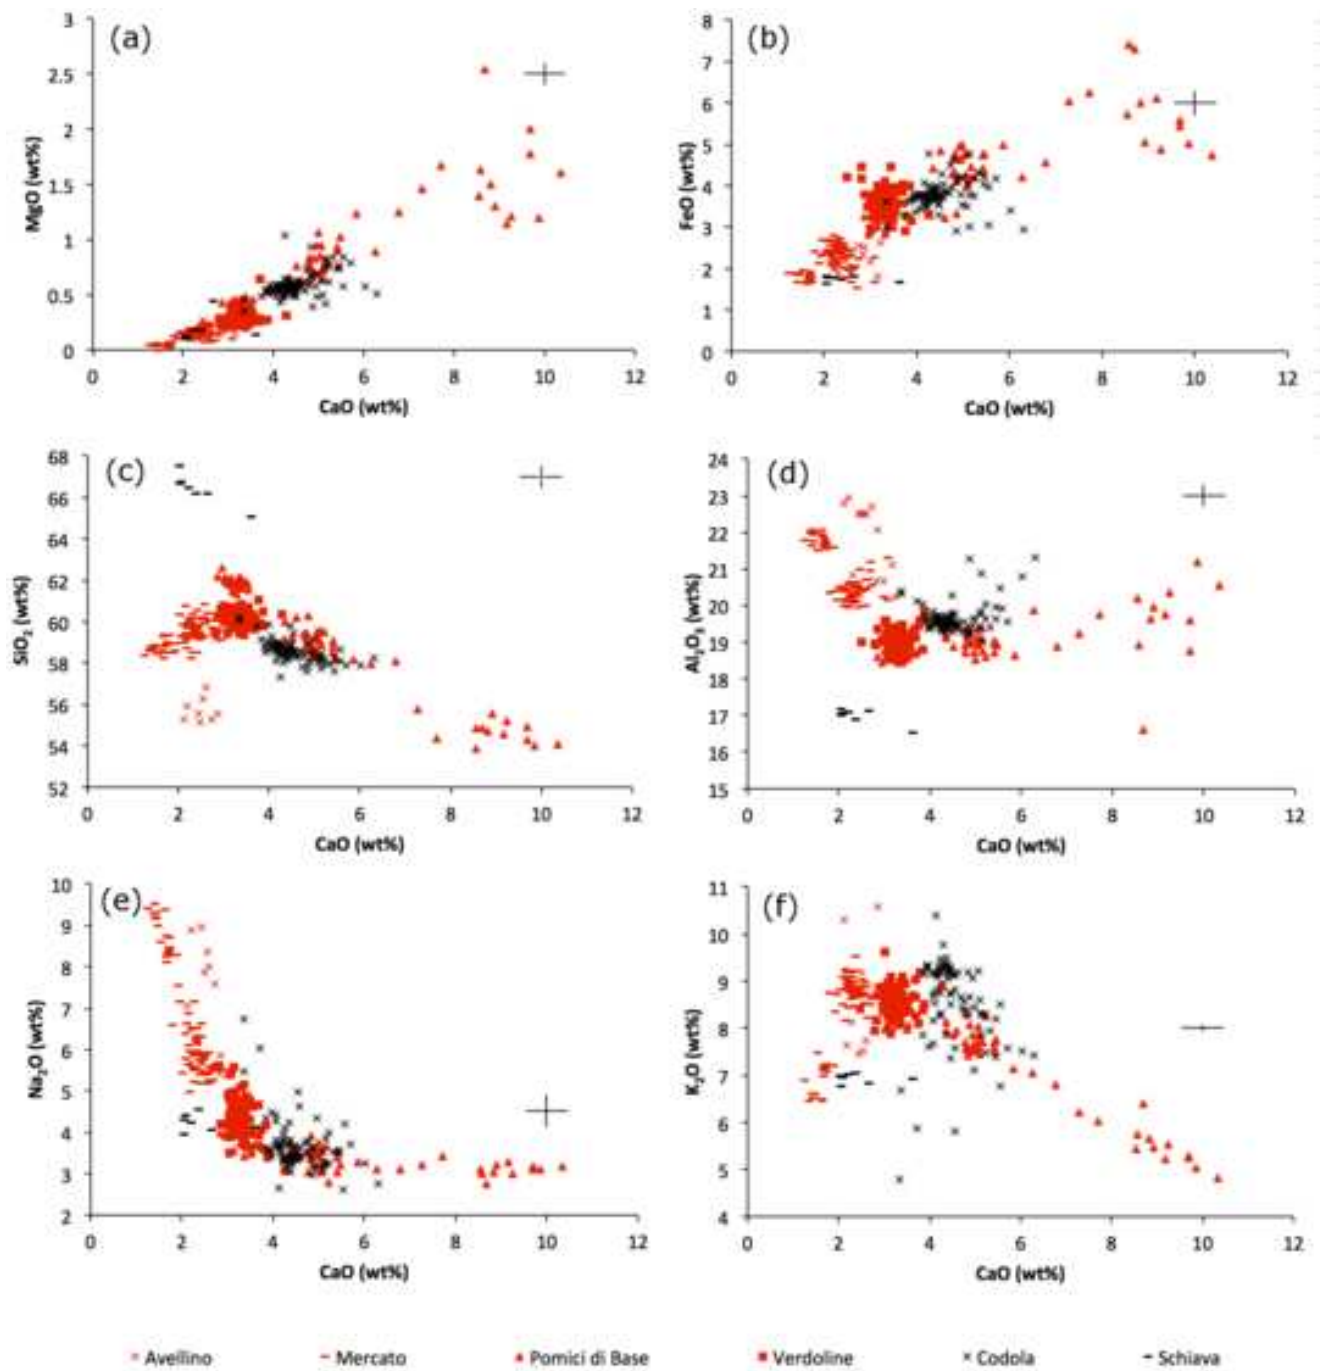 (a)
3
2.5
2
1.5
1
0.5
0
MgO (wt%)
0 2 4 6 8 10 12
CaO (wt%)
(b)
8
7
6
5
4
3
2
1
0
FeO (wt%)
0 2 4 6 8 10 12
CaO (wt%)
(c)
68
66
64
62
60
58
56
54
52
SiO2 (wt%)
0 2 4 6 8 10 12
CaO (wt%)
(d)
24
23
22
21
20
19
18
17
16
15
Al2O3 (wt%)
0 2 4 6 8 10 12
CaO (wt%)
(e)
10
9
8
7
6
5
4
3
2
Na2O (wt%)
0 2 4 6 8 10 12
CaO (wt%)
(f)
11
10
9
8
7
6
5
4
K2O (wt%)
0 2 4 6 8 10 12
CaO (wt%)
Avellino Mercato Pomici di Base Verdoline Codola Schiava